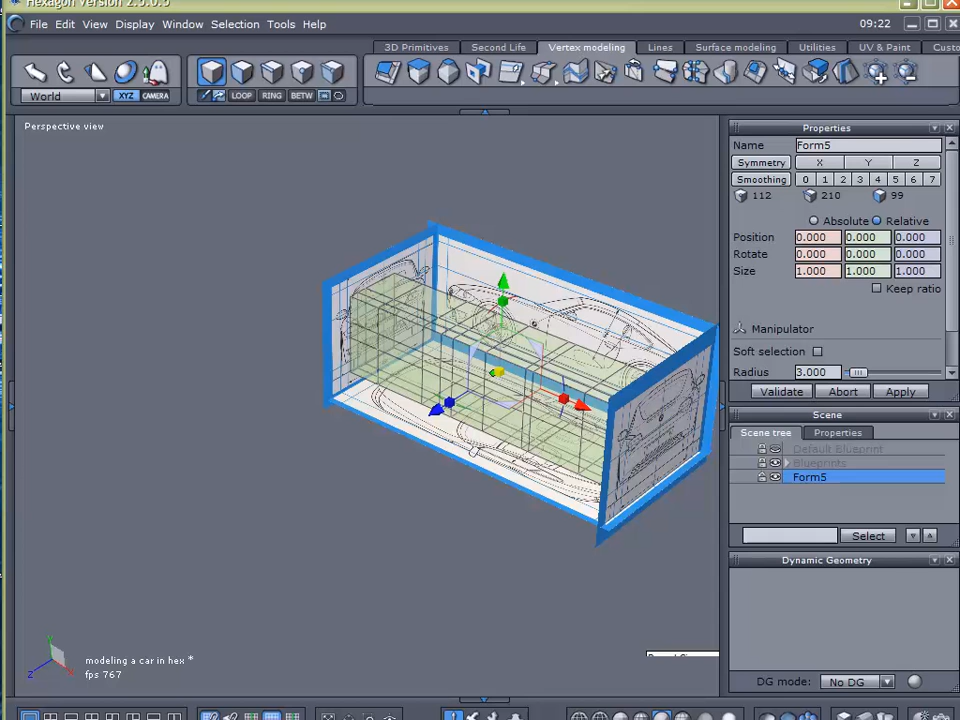 Hexagon Version 2.5.0.5
File Edit View Display Window Selection Tools Help
09:22
3D Primitives Second Life Vertex modeling Lines Surface modeling Utilities UV & Paint Custo
World XYZ CAMERA LOOP RING BETW
Perspective view
Properties
Name Form5
Symmetry X Y Z
Smoothing 0 1 2 3 4 5 6 7
112 210 99
Absolute Relative
Position 0.000 0.000 0.000
Rotate 0.000 0.000 0.000
Size 1.000 1.000 1.000
Keep ratio
Manipulator
Soft selection
Radius 3.000
Validate Abort Apply
Scene
Scene tree Properties
Default Blueprint
Blueprints
Form5
Select
Dynamic Geometry
DG mode: No DG
Y
Z
modeling a car in hex *
fps 767